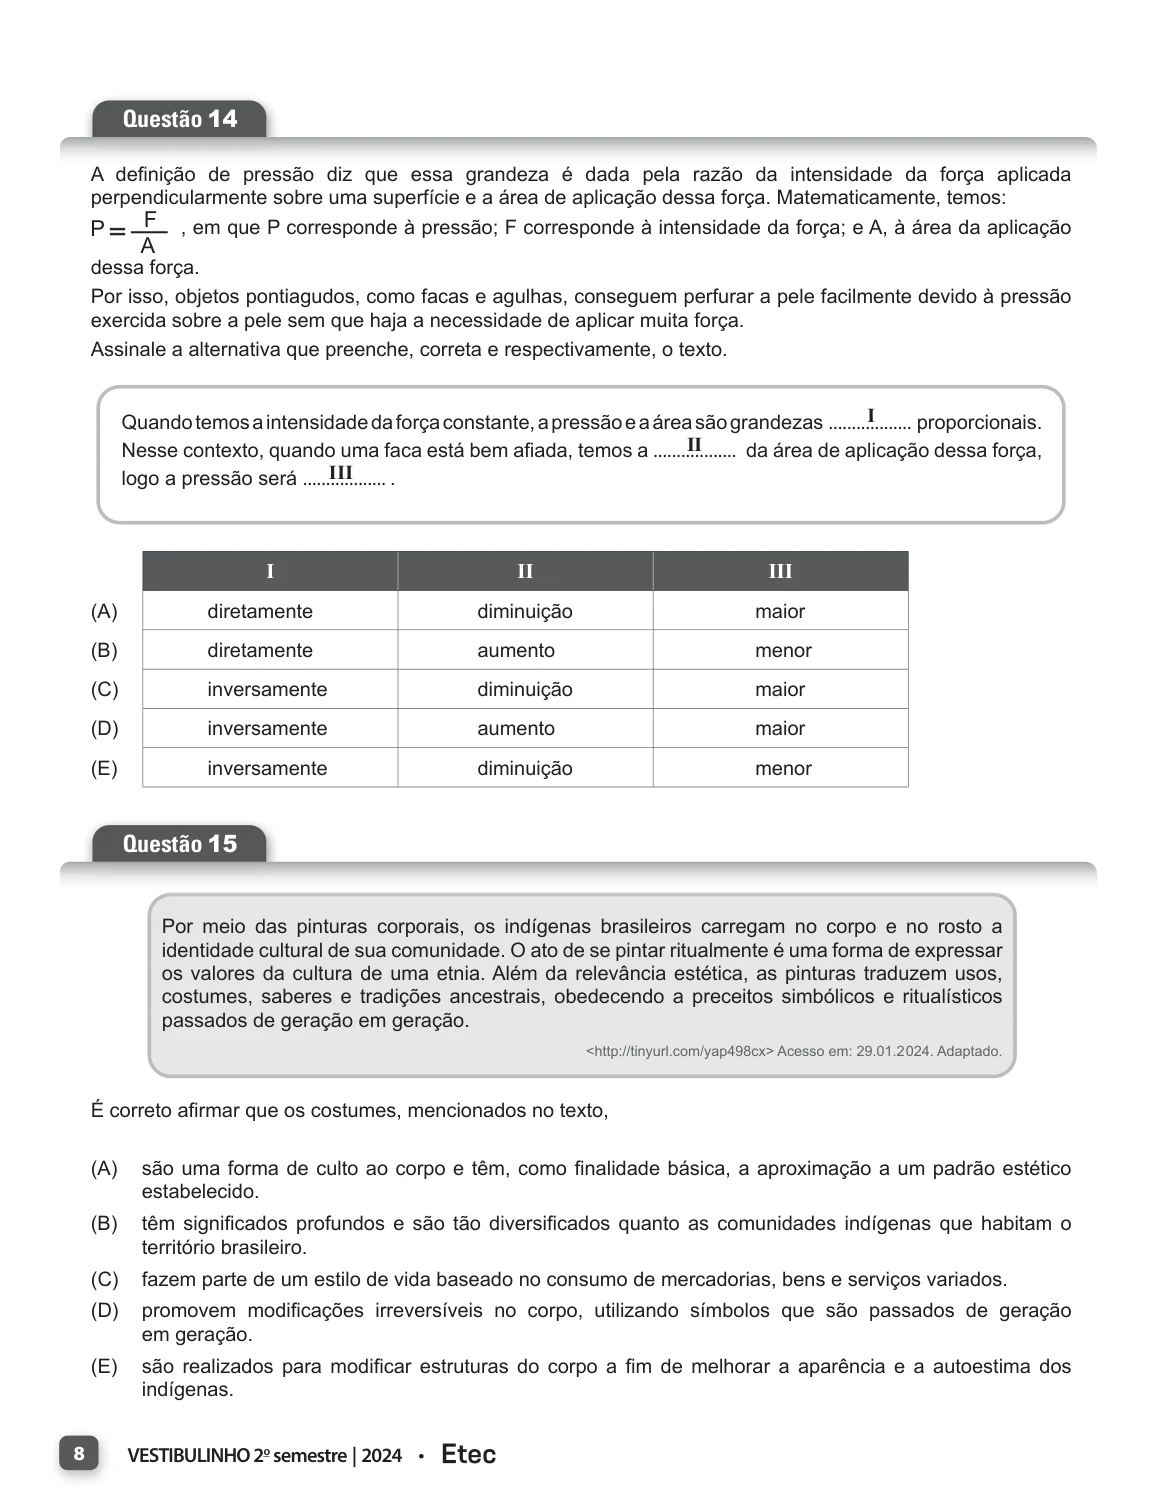 Questão 14
A definição de pressão diz que essa grandeza é dada pela razão da intensidade da força aplicada
perpendicularmente sobre uma superfície e a área de aplicação dessa força. Matematicamente, temos:
P = F / A , em que P corresponde à pressão; F corresponde à intensidade da força; e A, à área da aplicação
dessa força.
Por isso, objetos pontiagudos, como facas e agulhas, conseguem perfurar a pele facilmente devido à pressão
exercida sobre a pele sem que haja a necessidade de aplicar muita força.
Assinale a alternativa que preenche, correta e respectivamente, o texto.
Quando temos a intensidade da força constante, a pressão e a área são grandezas ........I......... proporcionais.
Nesse contexto, quando uma faca está bem afiada, temos a ........II........ da área de aplicação dessa força,
logo a pressão será ........III........ .
I II III
(A) diretamente diminuição maior
(B) diretamente aumento menor
(C) inversamente diminuição maior
(D) inversamente aumento maior
(E) inversamente diminuição menor
Questão 15
Por meio das pinturas corporais, os indígenas brasileiros carregam no corpo e no rosto a
identidade cultural de sua comunidade. O ato de se pintar ritualmente é uma forma de expressar
os valores da cultura de uma etnia. Além da relevância estética, as pinturas traduzem usos,
costumes, saberes e tradições ancestrais, obedecendo a preceitos simbólicos e ritualísticos
passados de geração em geração.
<http://tinyurl.com/yap498cx> Acesso em: 29.01.2024. Adaptado.
É correto afirmar que os costumes, mencionados no texto,
(A) são uma forma de culto ao corpo e têm, como finalidade básica, a aproximação a um padrão estético
estabelecido.
(B) têm significados profundos e são tão diversificados quanto as comunidades indígenas que habitam o
território brasileiro.
(C) fazem parte de um estilo de vida baseado no consumo de mercadorias, bens e serviços variados.
(D) promovem modificações irreversíveis no corpo, utilizando símbolos que são passados de geração
em geração.
(E) são realizados para modificar estruturas do corpo a fim de melhorar a aparência e a autoestima dos
indígenas.
8 VESTIBULINHO 2º semestre | 2024 • Etec